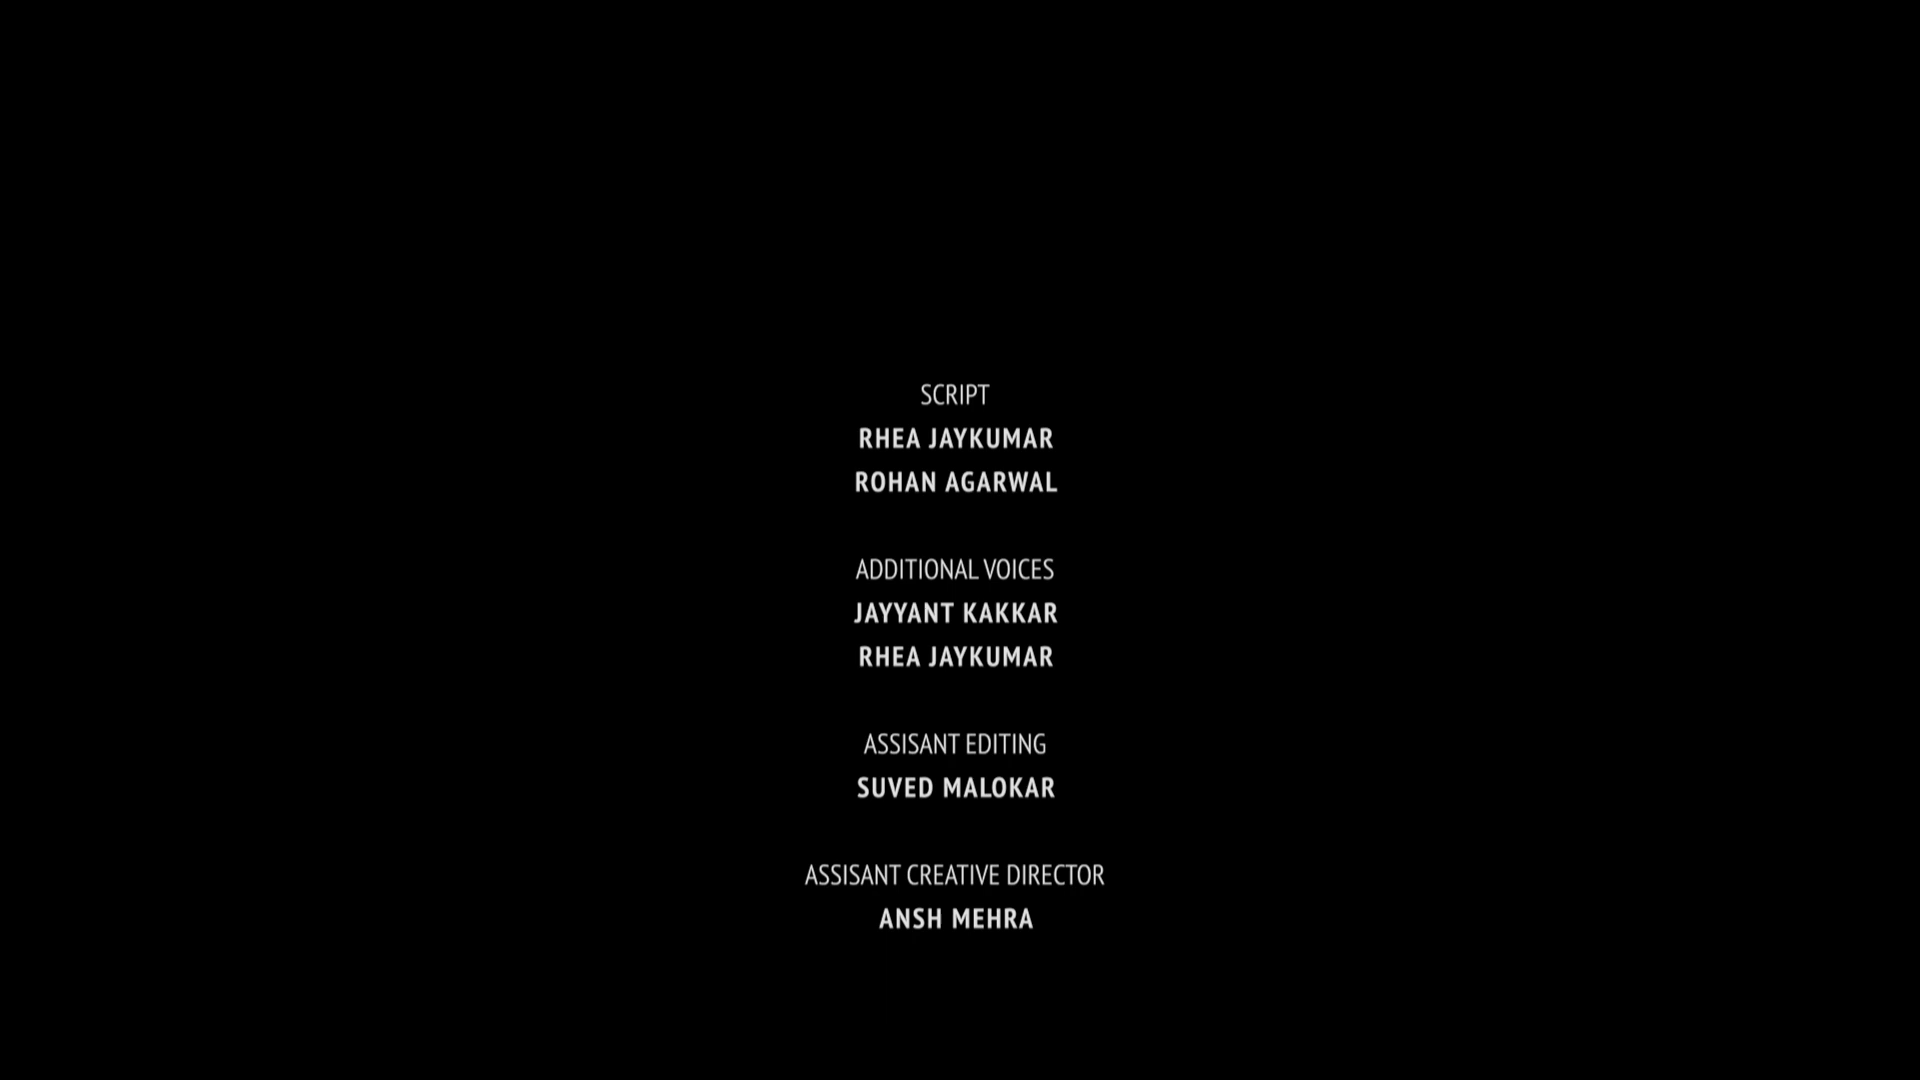 SCRIPT
RHEA JAYKUMAR
ROHAN AGARWAL
ADDITIONAL VOICES
JAYYANT KAKKAR
RHEA JAYKUMAR
ASSISANT EDITING
SUVED MALOKAR
ASSISANT CREATIVE DIRECTOR
ANSH MEHRA